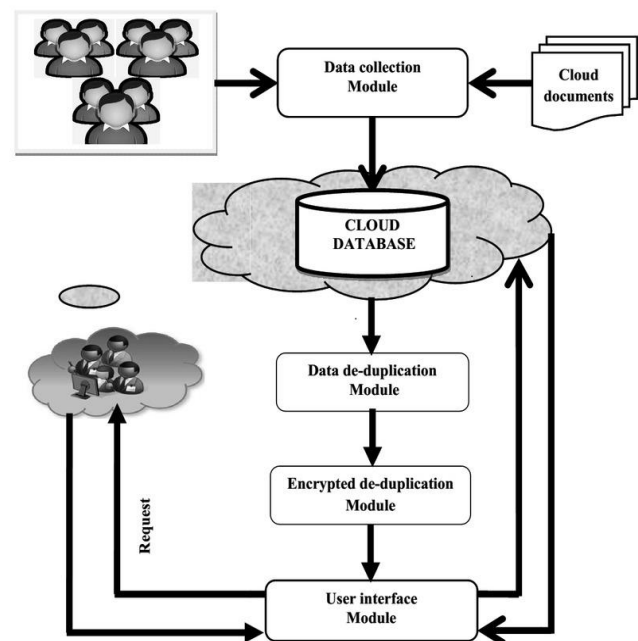 Data collection
Module
Cloud
documents
CLOUD
DATABASE
Data de-duplication
Module
Encrypted de-duplication
Module
Request
User interface
Module